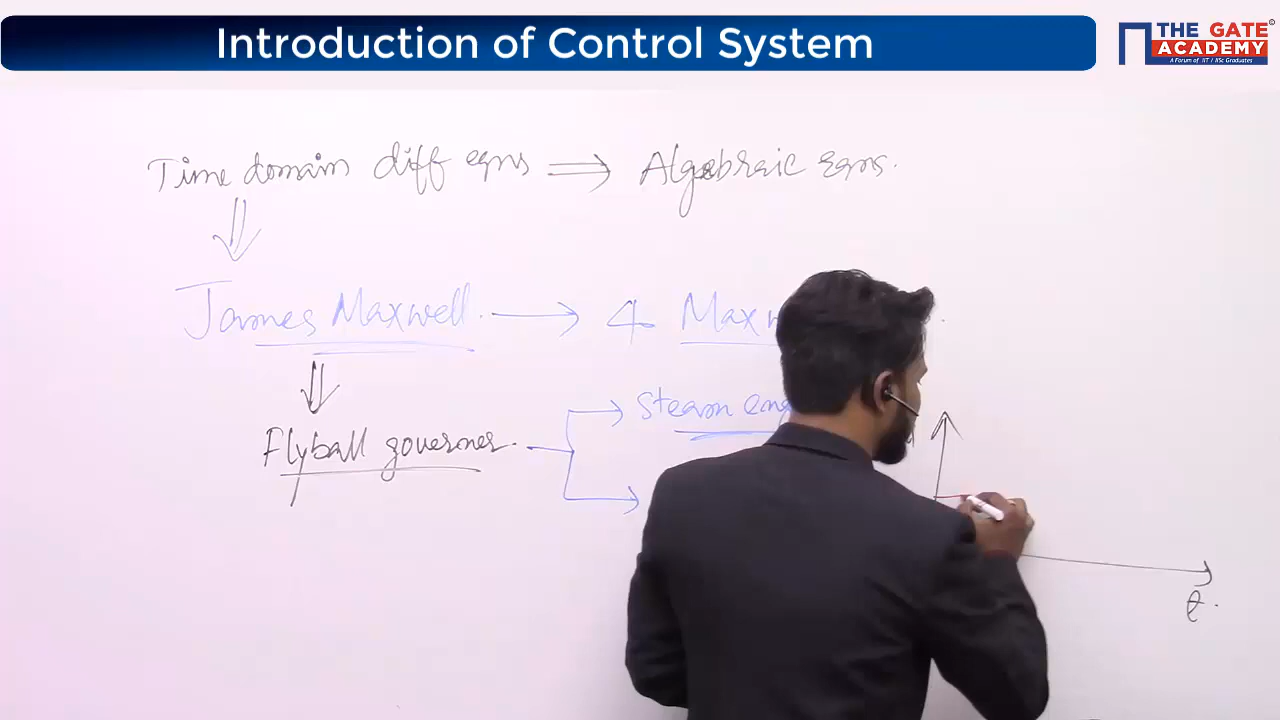 Introduction of Control System
THE GATE
ACADEMY
A Forum of IIT / IISc Graduates
Time domain diff eqns ⟹ Algebraic eqns.
James Maxwell. → 4 Maxw
Steam eng
Flyball governer.
t.